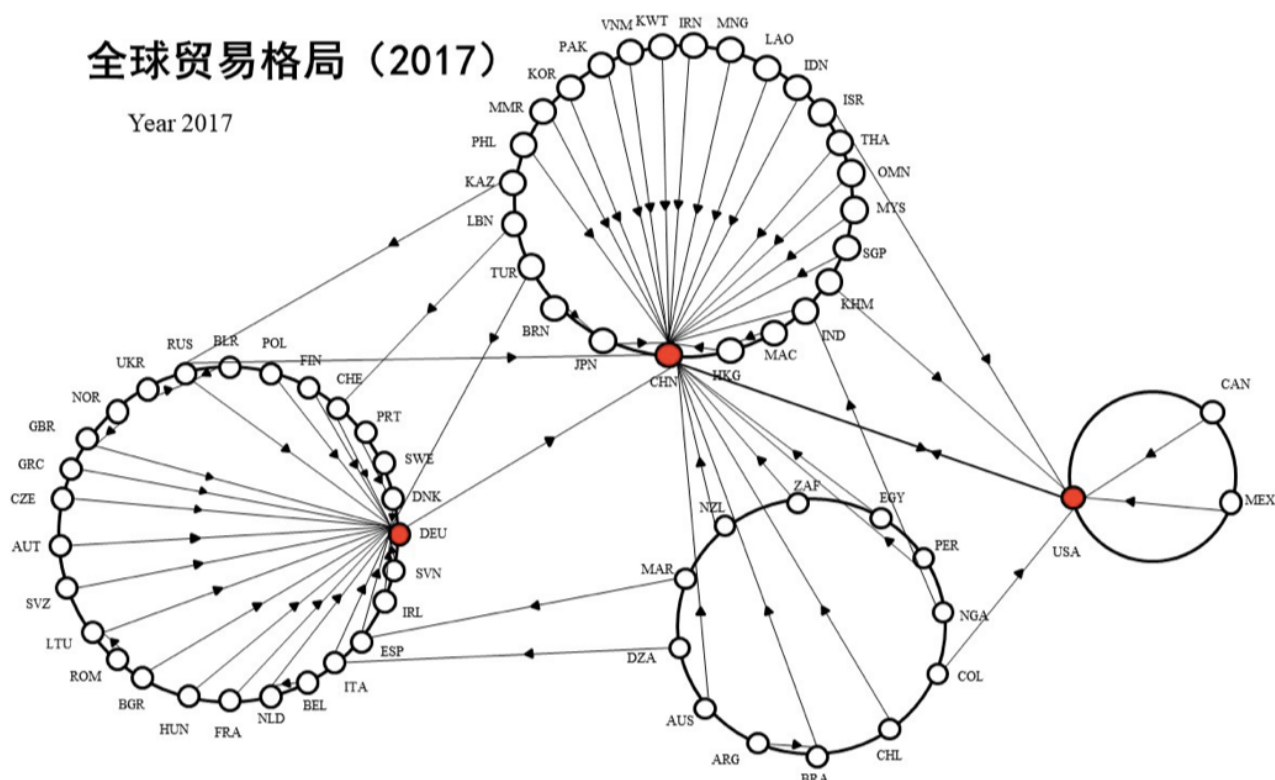 全球贸易格局（2017）
Year 2017
VNM
KWT
IRN
MNG
PAK
LAO
KOR
IDN
MMR
ISR
PHL
THA
KAZ
OMN
LBN
MYS
TUR
SGP
BRN
KHM
JPN
IND
CHN
HKG
MAC
RUS
BLR
POL
FIN
UKR
CHE
NOR
PRT
GBR
SWE
GRC
DNK
CZE
DEU
AUT
SVN
SVZ
IRL
LTU
ESP
ROM
ITA
BGR
BEL
HUN
FRA
NLD
CAN
MEX
USA
ZAF
NZL
EGY
PER
MAR
NGA
DZA
COL
AUS
CHL
ARG
BRA